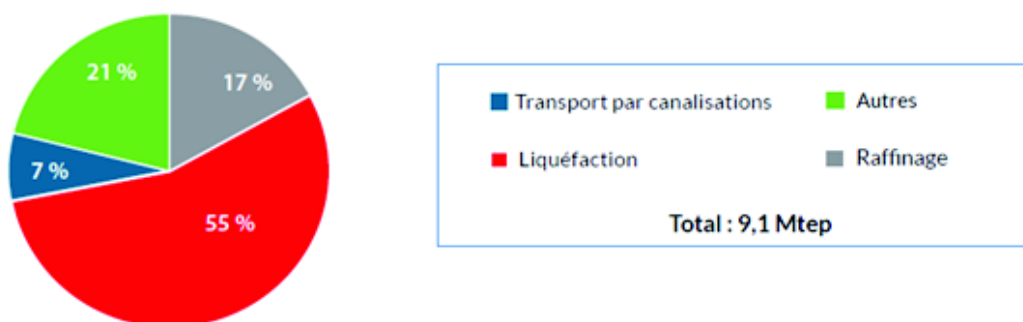 21 %
17 %
7 %
55 %
Transport par canalisations
Autres
Liquéfaction
Raffinage
Total : 9,1 Mtep